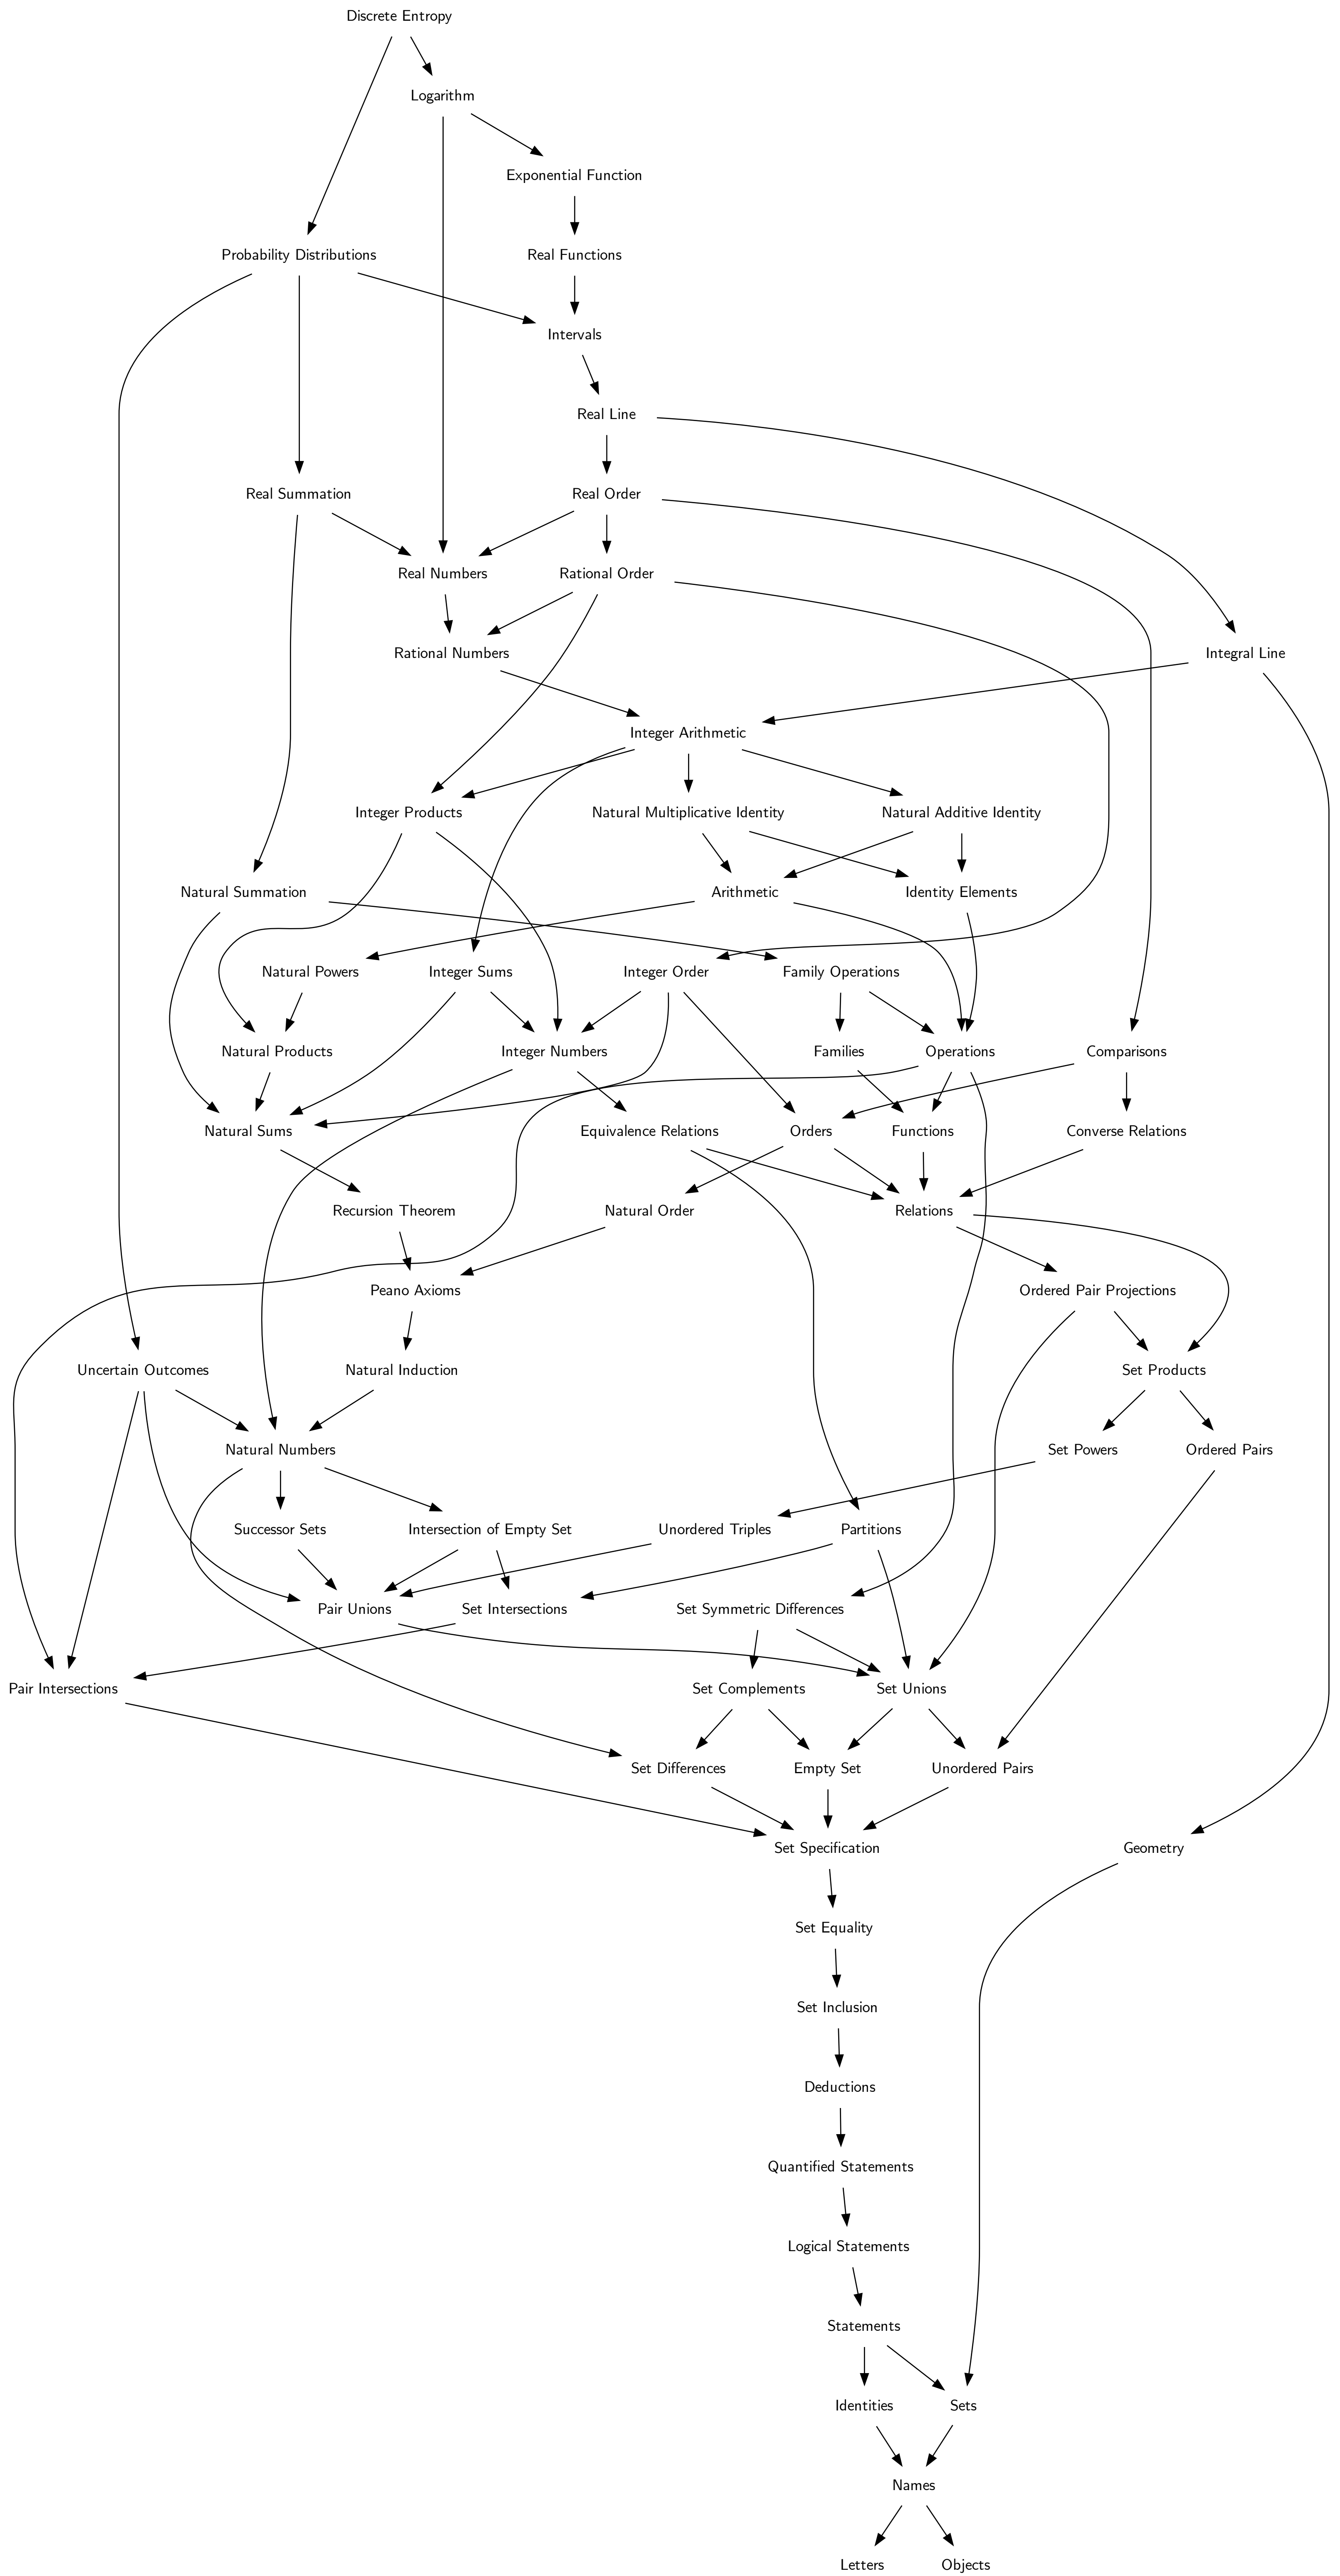 Discrete Entropy
Logarithm
Exponential Function
Probability Distributions
Real Functions
Intervals
Real Line
Real Summation
Real Order
Real Numbers
Rational Order
Rational Numbers
Integral Line
Integer Arithmetic
Integer Products
Natural Multiplicative Identity
Natural Additive Identity
Natural Summation
Arithmetic
Identity Elements
Natural Powers
Integer Sums
Integer Order
Family Operations
Natural Products
Integer Numbers
Families
Operations
Comparisons
Natural Sums
Equivalence Relations
Orders
Functions
Converse Relations
Recursion Theorem
Natural Order
Relations
Peano Axioms
Ordered Pair Projections
Uncertain Outcomes
Natural Induction
Set Products
Natural Numbers
Set Powers
Ordered Pairs
Successor Sets
Intersection of Empty Set
Unordered Triples
Partitions
Pair Unions
Set Intersections
Set Symmetric Differences
Pair Intersections
Set Complements
Set Unions
Set Differences
Empty Set
Unordered Pairs
Set Specification
Geometry
Set Equality
Set Inclusion
Deductions
Quantified Statements
Logical Statements
Statements
Identities
Sets
Names
Letters
Objects